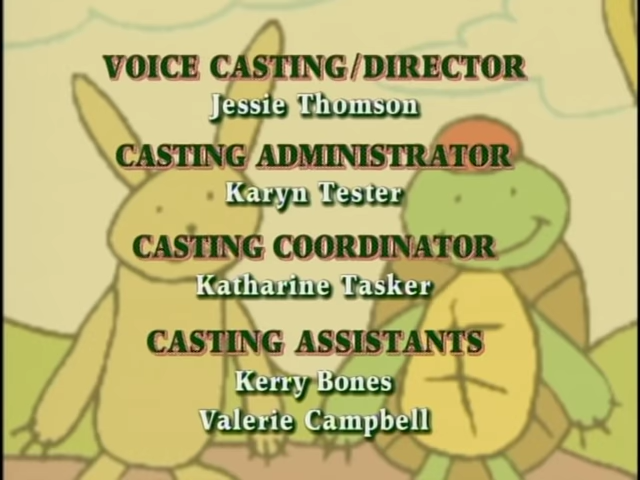 VOICE CASTING/DIRECTOR
Jessie Thomson
CASTING ADMINISTRATOR
Karyn Tester
CASTING COORDINATOR
Katharine Tasker
CASTING ASSISTANTS
Kerry Bones
Valerie Campbell